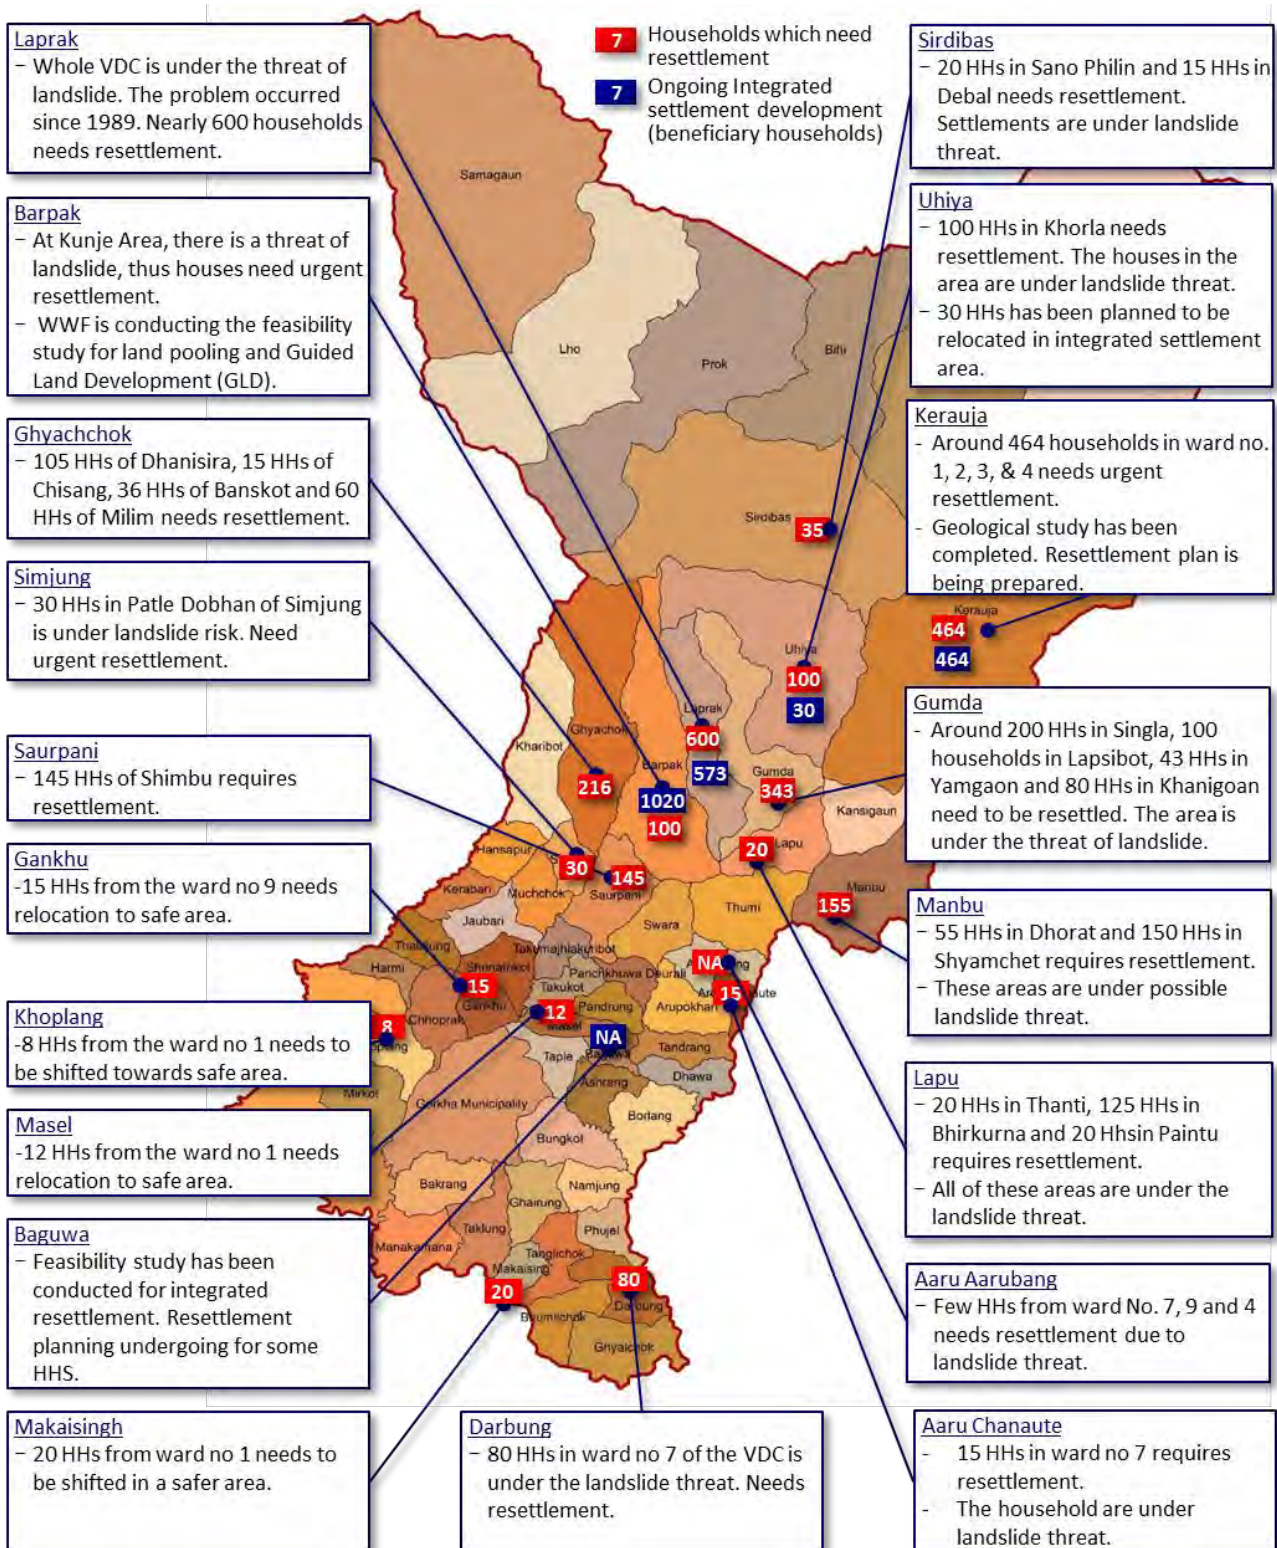 Laprak
– Whole VDC is under the threat of
landslide. The problem occurred
since 1989. Nearly 600 households
needs resettlement.
Barpak
– At Kunje Area, there is a threat of
landslide, thus houses need urgent
resettlement.
– WWF is conducting the feasibility
study for land pooling and Guided
Land Development (GLD).
Ghyachchok
– 105 HHs of Dhanisira, 15 HHs of
Chisang, 36 HHs of Banskot and 60
HHs of Milim needs resettlement.
Simjung
– 30 HHs in Patle Dobhan of Simjung
is under landslide risk. Need
urgent resettlement.
Saurpani
– 145 HHs of Shimbu requires
resettlement.
Gankhu
-15 HHs from the ward no 9 needs
relocation to safe area.
Khoplang
-8 HHs from the ward no 1 needs to
be shifted towards safe area.
Masel
-12 HHs from the ward no 1 needs
relocation to safe area.
Baguwa
– Feasibility study has been
conducted for integrated
resettlement. Resettlement
planning undergoing for some
HHS.
Makaisingh
– 20 HHs from ward no 1 needs to
be shifted in a safer area.
Darbung
– 80 HHs in ward no 7 of the VDC is
under the landslide threat. Needs
resettlement.
7 Households which need
resettlement
7 Ongoing Integrated
settlement development
(beneficiary households)
Sirdibas
– 20 HHs in Sano Philin and 15 HHs in
Debal needs resettlement.
Settlements are under landslide
threat.
Uhiya
– 100 HHs in Khorla needs
resettlement. The houses in the
area are under landslide threat.
– 30 HHs has been planned to be
relocated in integrated settlement
area.
Kerauja
- Around 464 households in ward no.
1, 2, 3, & 4 needs urgent
resettlement.
- Geological study has been
completed. Resettlement plan is
being prepared.
Gumda
- Around 200 HHs in Singla, 100
households in Lapsibot, 43 HHs in
Yamgaon and 80 HHs in Khanigoan
need to be resettled. The area is
under the threat of landslide.
Manbu
– 55 HHs in Dhorat and 150 HHs in
Shyamchet requires resettlement.
– These areas are under possible
landslide threat.
Lapu
– 20 HHs in Thanti, 125 HHs in
Bhirkurna and 20 Hhsin Paintu
requires resettlement.
– All of these areas are under the
landslide threat.
Aaru Aarubang
– Few HHs from ward No. 7, 9 and 4
needs resettlement due to
landslide threat.
Aaru Chanaute
- 15 HHs in ward no 7 requires
resettlement.
- The household are under
landslide threat.
Samagaun
Lho
Prok
Bihi
Sirdibas
35
Kerauja
464
464
Uhiya
100
30
Laprak
600
573
Ghyachok
216
Kharibot
Barpak
1020
100
Gumda
343
Kansigaun
Lapu
20
Hansapur
30
145
Saurpani
Manbu
155
Kerabari
Muchchok
Jaubari
Swara
Thumi
Harmi
Takumajhlakuribot
Panchkhuwa Deurali
NA
15
Takukot
15
Gankhu
Chhoprak
12
Masel
Pandrung
Arupokhari
8
NA
Taple
Tandrang
Dhawa
Ashrang
Mirkot
Gorkha Municipality
Borlang
Bungkot
Bakrang
Ghairung
Namjung
Taklung
Phujel
Manakamana
Tanglichok
Makaising
20
80
Darbung
Bhumlichok
Ghyalchok